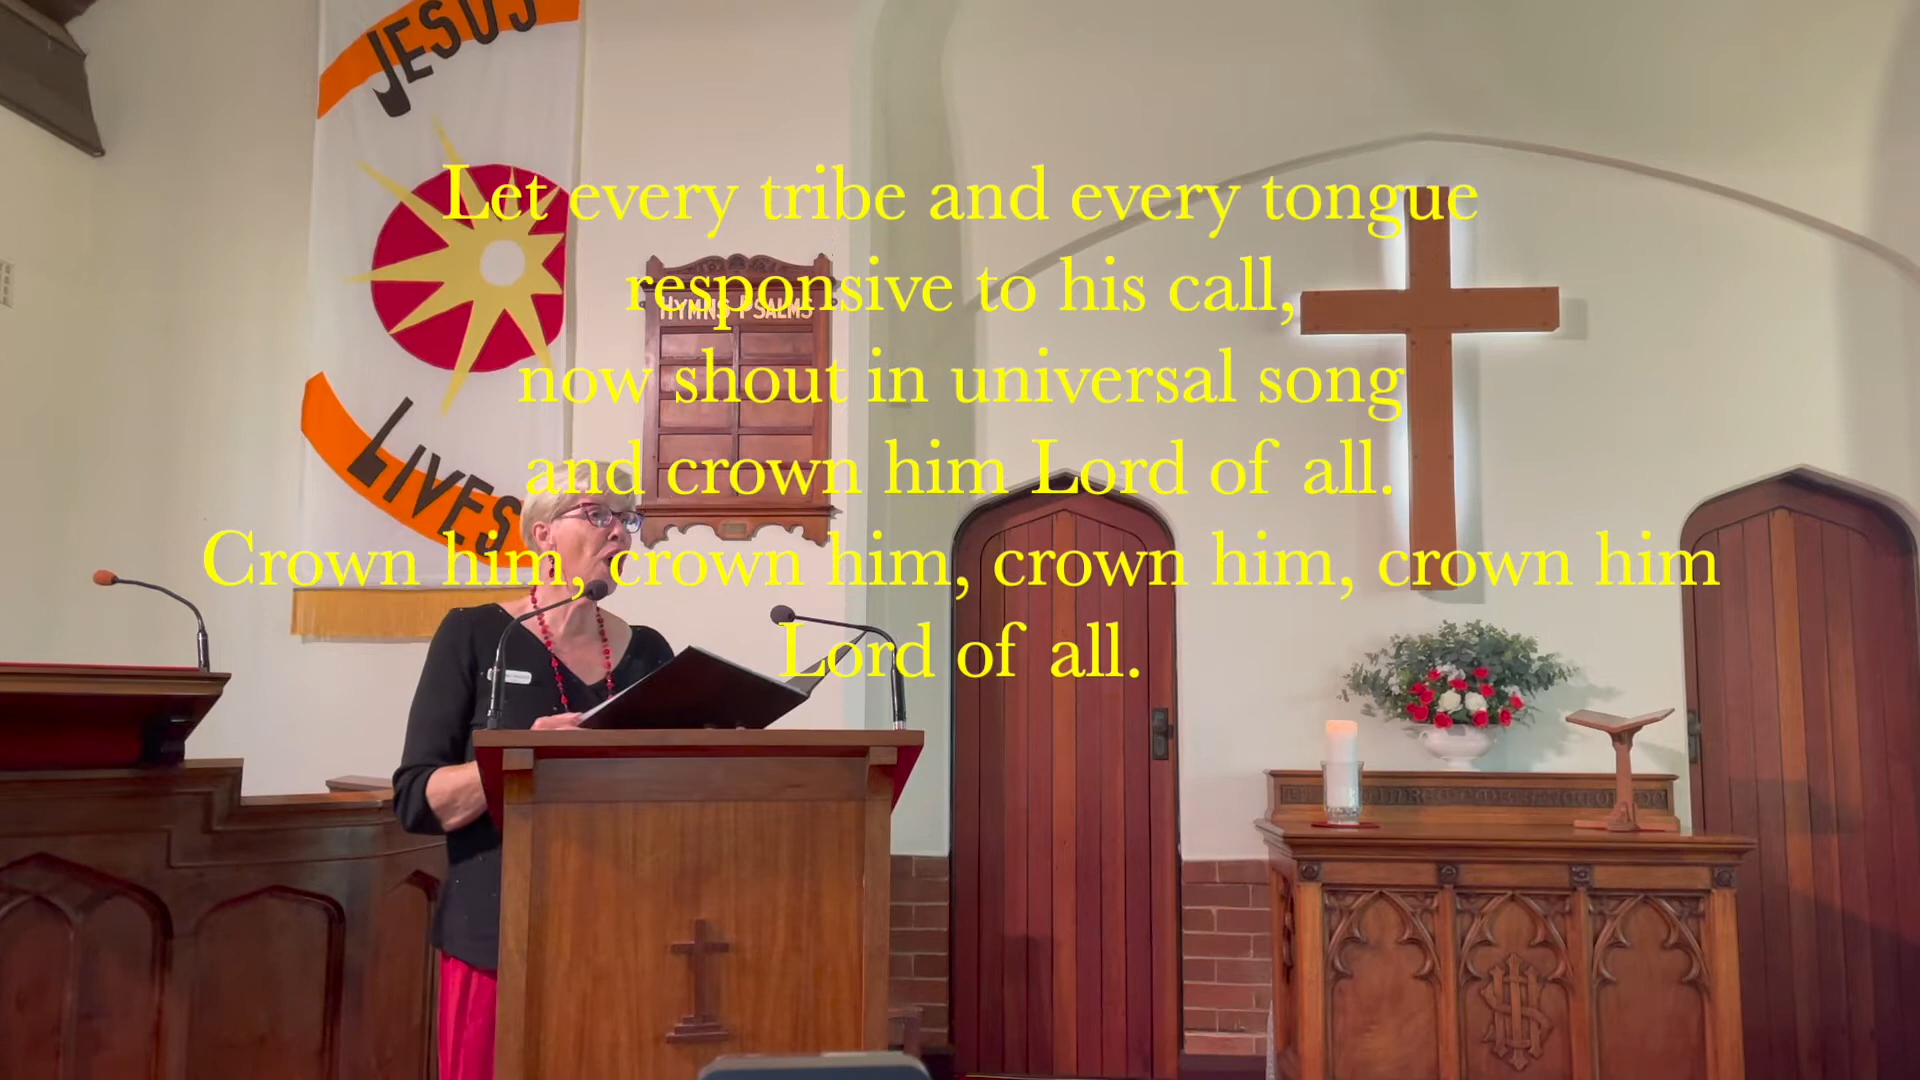 JESUS
Let every tribe and every tongue
responsive to his call,
HYMNS PSALMS
now shout in universal song
and crown him Lord of all.
LIVES
Crown him, crown him, crown him, crown him
Lord of all.
IHS